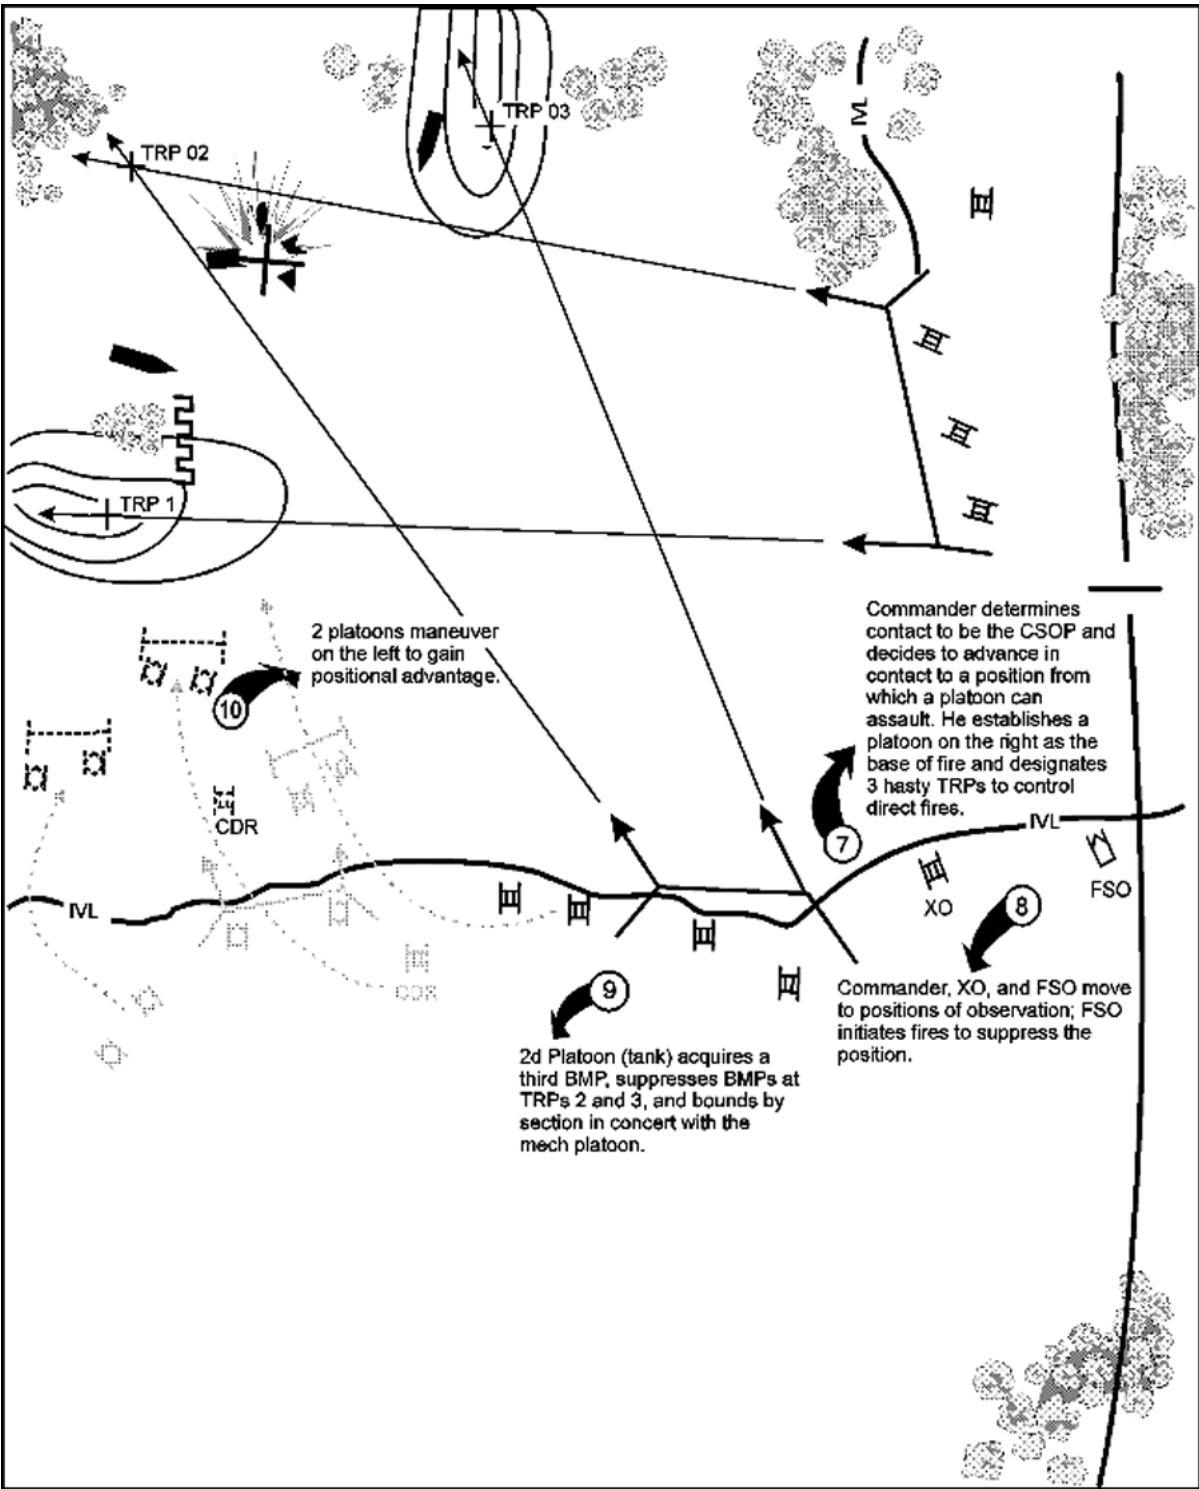 TRP 03
IVL
TRP 02
TRP 1
Commander determines
contact to be the CSOP and
decides to advance in
contact to a position from
which a platoon can
assault. He establishes a
platoon on the right as the
base of fire and designates
3 hasty TRPs to control
direct fires.
2 platoons maneuver
on the left to gain
positional advantage.
10
CDR
7
IVL
FSO
XO
8
IVL
CDR
9
Commander, XO, and FSO move
to positions of observation; FSO
initiates fires to suppress the
position.
2d Platoon (tank) acquires a
third BMP, suppresses BMPs at
TRPs 2 and 3, and bounds by
section in concert with the
mech platoon.